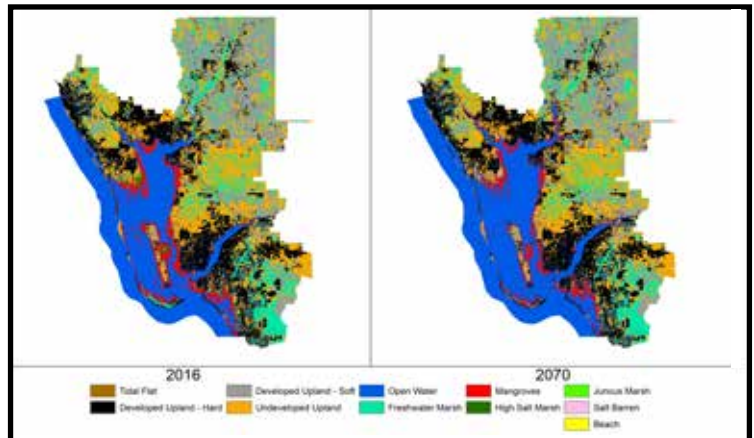 2016 2070
Tidal Flat Developed Upland - Soft Open Water Mangroves Juncus Marsh
Developed Upland - Hard Undeveloped Upland Freshwater Marsh High Salt Marsh Salt Barren
Beach